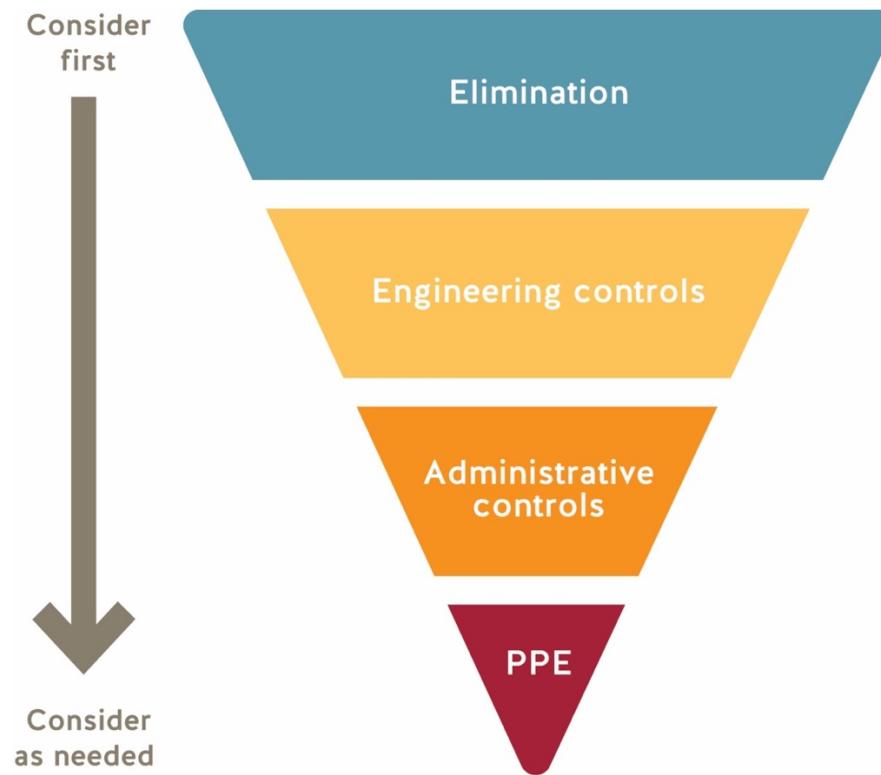 Consider
first
Elimination
Engineering controls
Administrative
controls
PPE
Consider
as needed